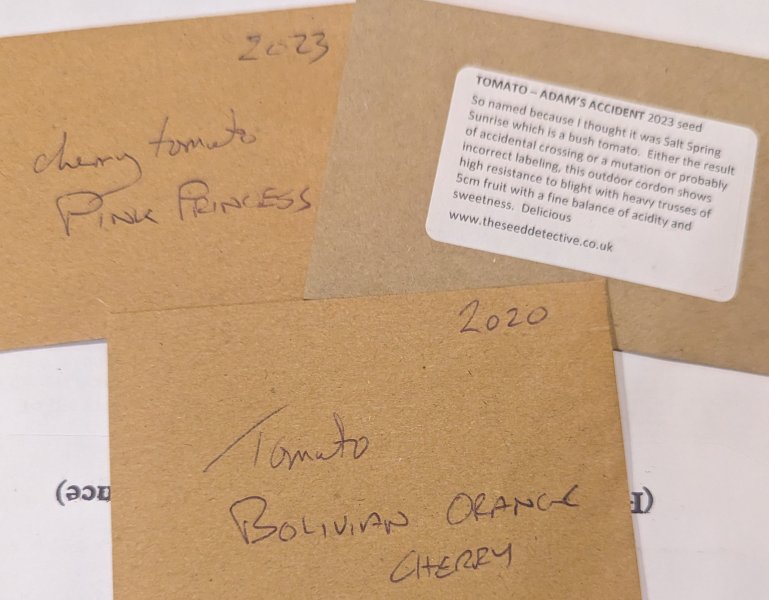 2023
cherry tomato
PINK PRINCESS
TOMATO – ADAM'S ACCIDENT 2023 seed
So named because I thought it was Salt Spring
Sunrise which is a bush tomato. Either the result
of accidental crossing or a mutation or probably
incorrect labeling, this outdoor cordon shows
high resistance to blight with heavy trusses of
5cm fruit with a fine balance of acidity and
sweetness. Delicious
www.theseeddetective.co.uk
2020
Tomato
BOLIVIAN ORANGE
CHERRY